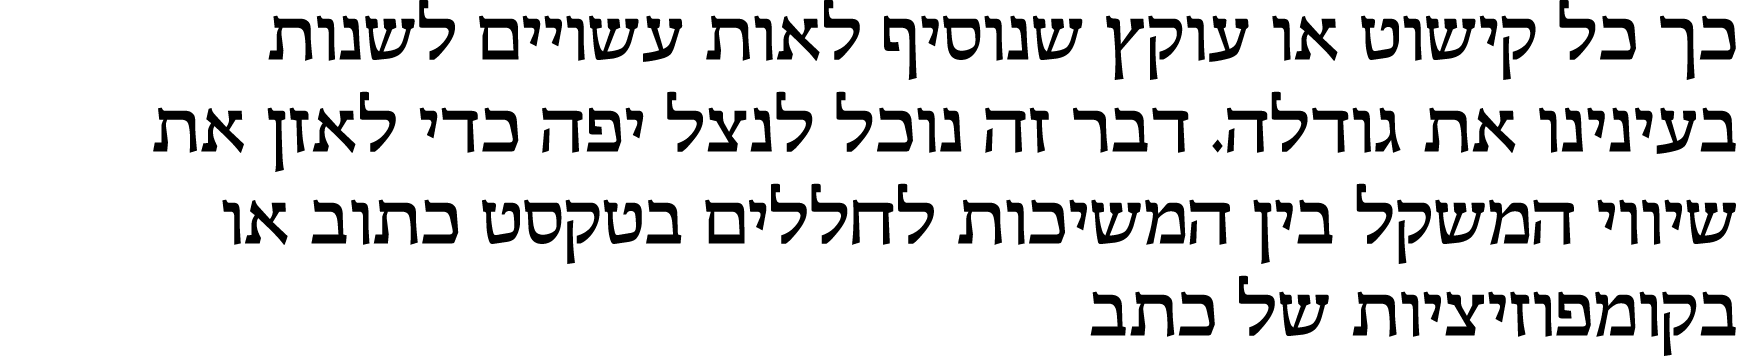 כך כל קישוט או עוקץ שנוסיף לאות עשויים לשנות
בעינינו את גודלה. דבר זה נוכל לנצל יפה כדי לאזן את
שיווי המשקל בין המשיכות לחללים בטקסט כתוב או
בקומפוזיציות של כתב